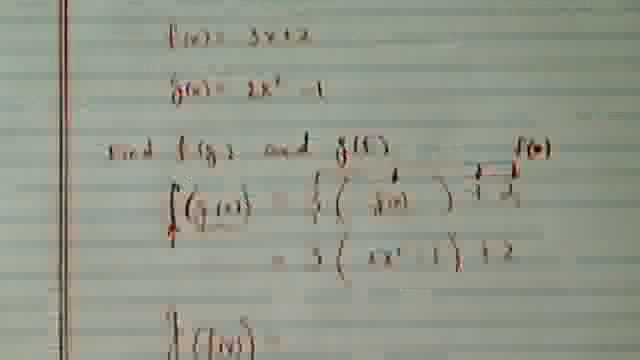 f(x) = 3x+2
g(x) = 2x² -1
Find f(g) and g(f)
f(x)
f(g(x)) = f( g(x) )
= 3( 2x² - 1 ) + 2
(f(x)) =